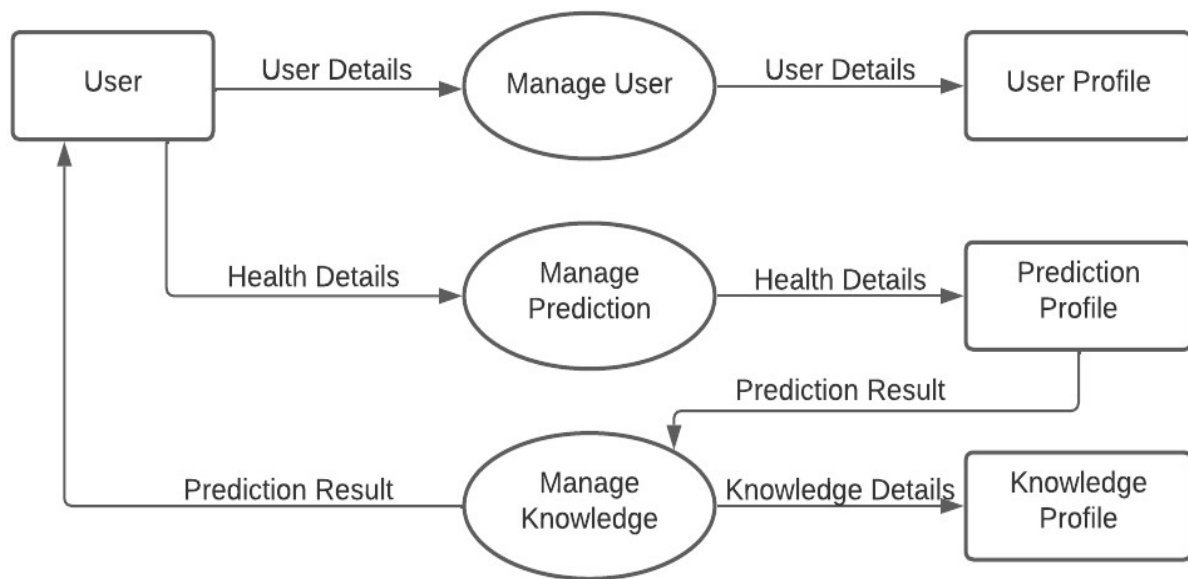 User
User Details
Manage User
User Details
User Profile
Health Details
Manage
Prediction
Health Details
Prediction
Profile
Prediction Result
Prediction Result
Manage
Knowledge
Knowledge Details
Knowledge
Profile